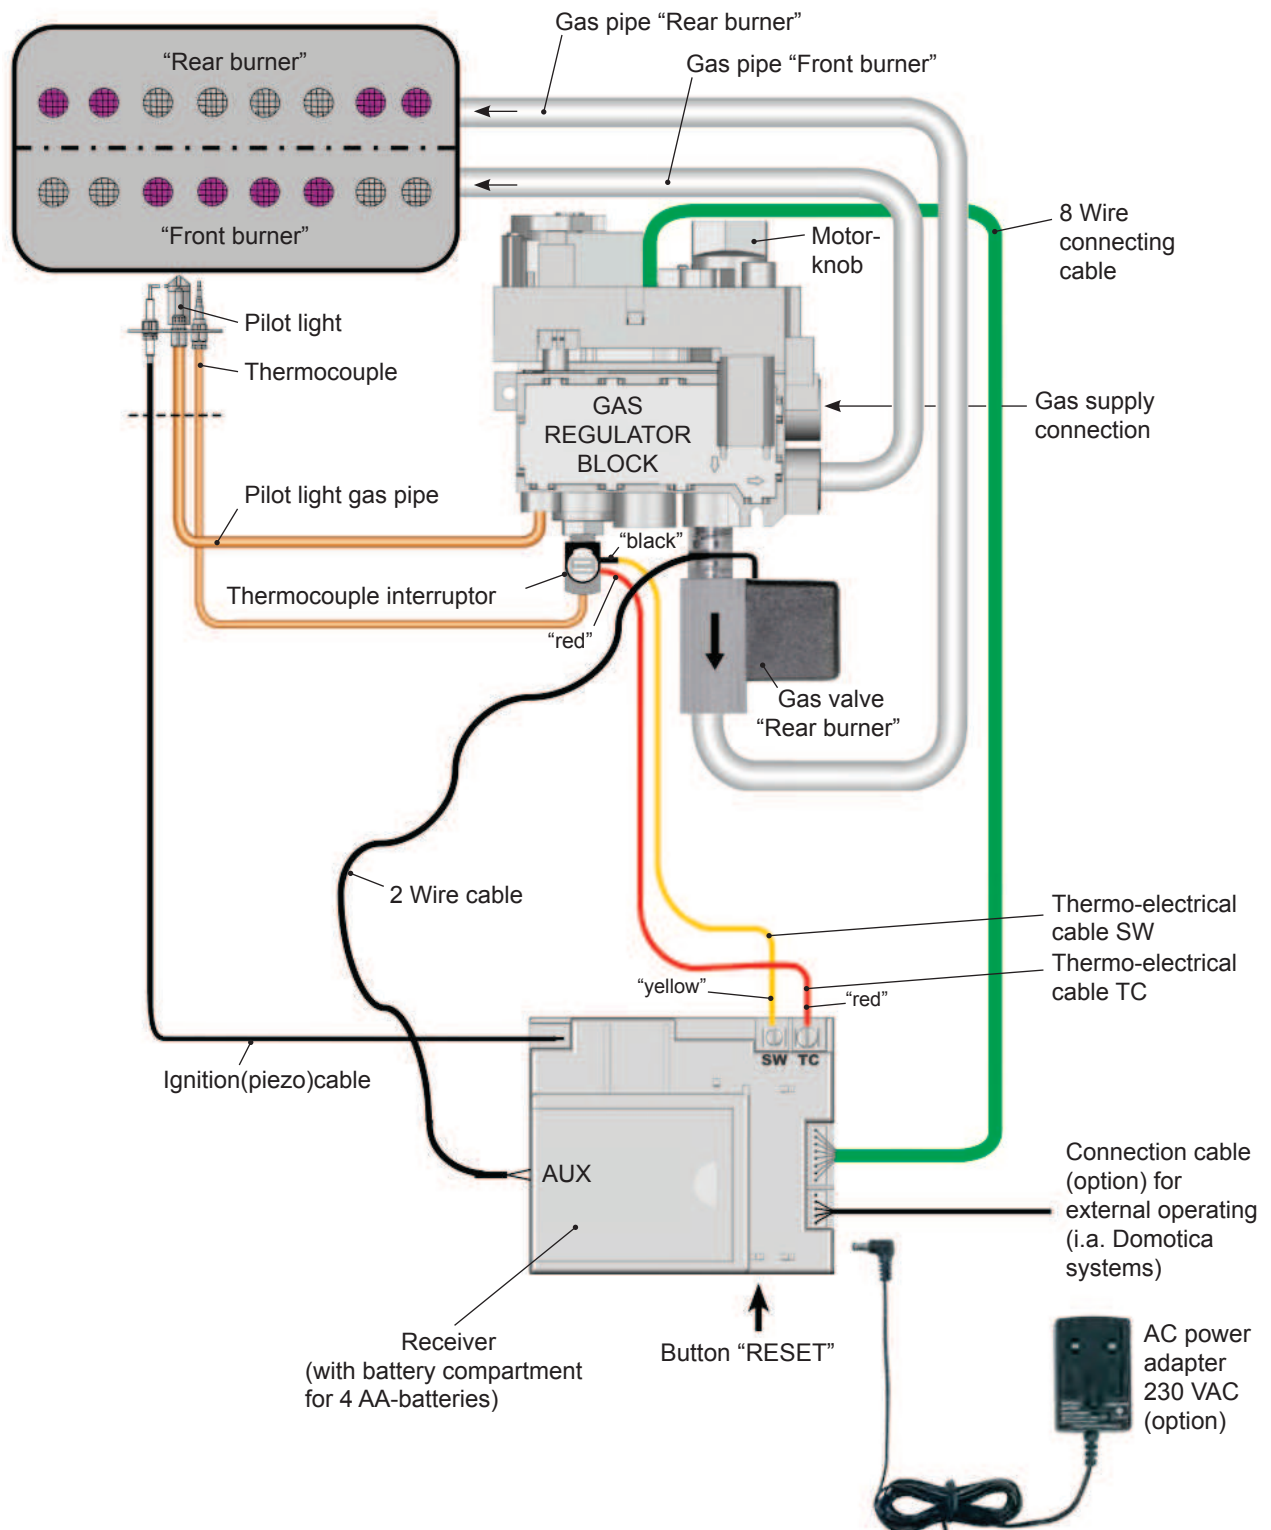 Gas pipe “Rear burner”
Gas pipe “Front burner”
“Rear burner”
“Front burner”
Motor-
knob
8 Wire
connecting
cable
Pilot light
Thermocouple
GAS
REGULATOR
BLOCK
Gas supply
connection
Pilot light gas pipe
“black”
Thermocouple interruptor
“red”
Gas valve
“Rear burner”
2 Wire cable
Thermo-electrical
cable SW
Thermo-electrical
cable TC
“yellow”
“red”
SW TC
Ignition(piezo)cable
AUX
Connection cable
(option) for
external operating
(i.a. Domotica
systems)
Receiver
(with battery compartment
for 4 AA-batteries)
Button “RESET”
AC power
adapter
230 VAC
(option)